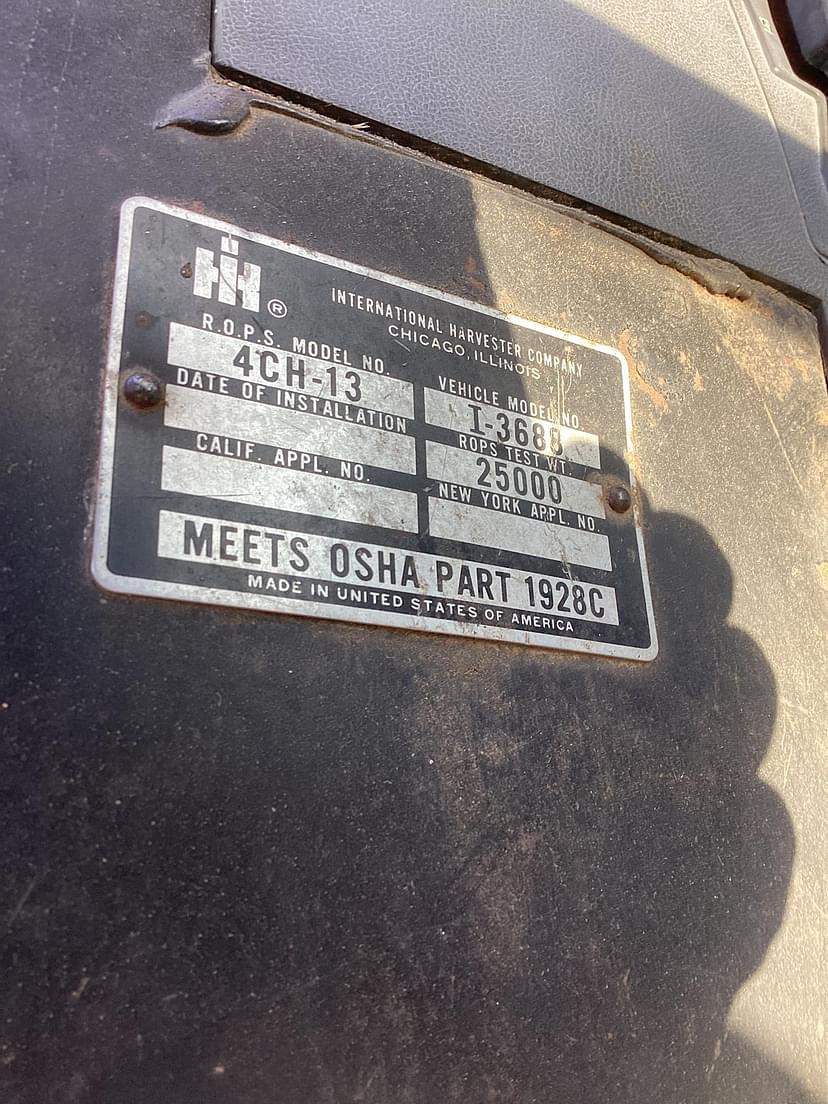 IH ®
INTERNATIONAL HARVESTER COMPANY
CHICAGO, ILLINOIS
R.O.P.S. MODEL NO.
4CH-13
VEHICLE MODEL NO.
I-3688
DATE OF INSTALLATION
ROPS TEST WT.
25000
CALIF. APPL. NO.
NEW YORK APPL. NO.
MEETS OSHA PART 1928C
MADE IN UNITED STATES OF AMERICA